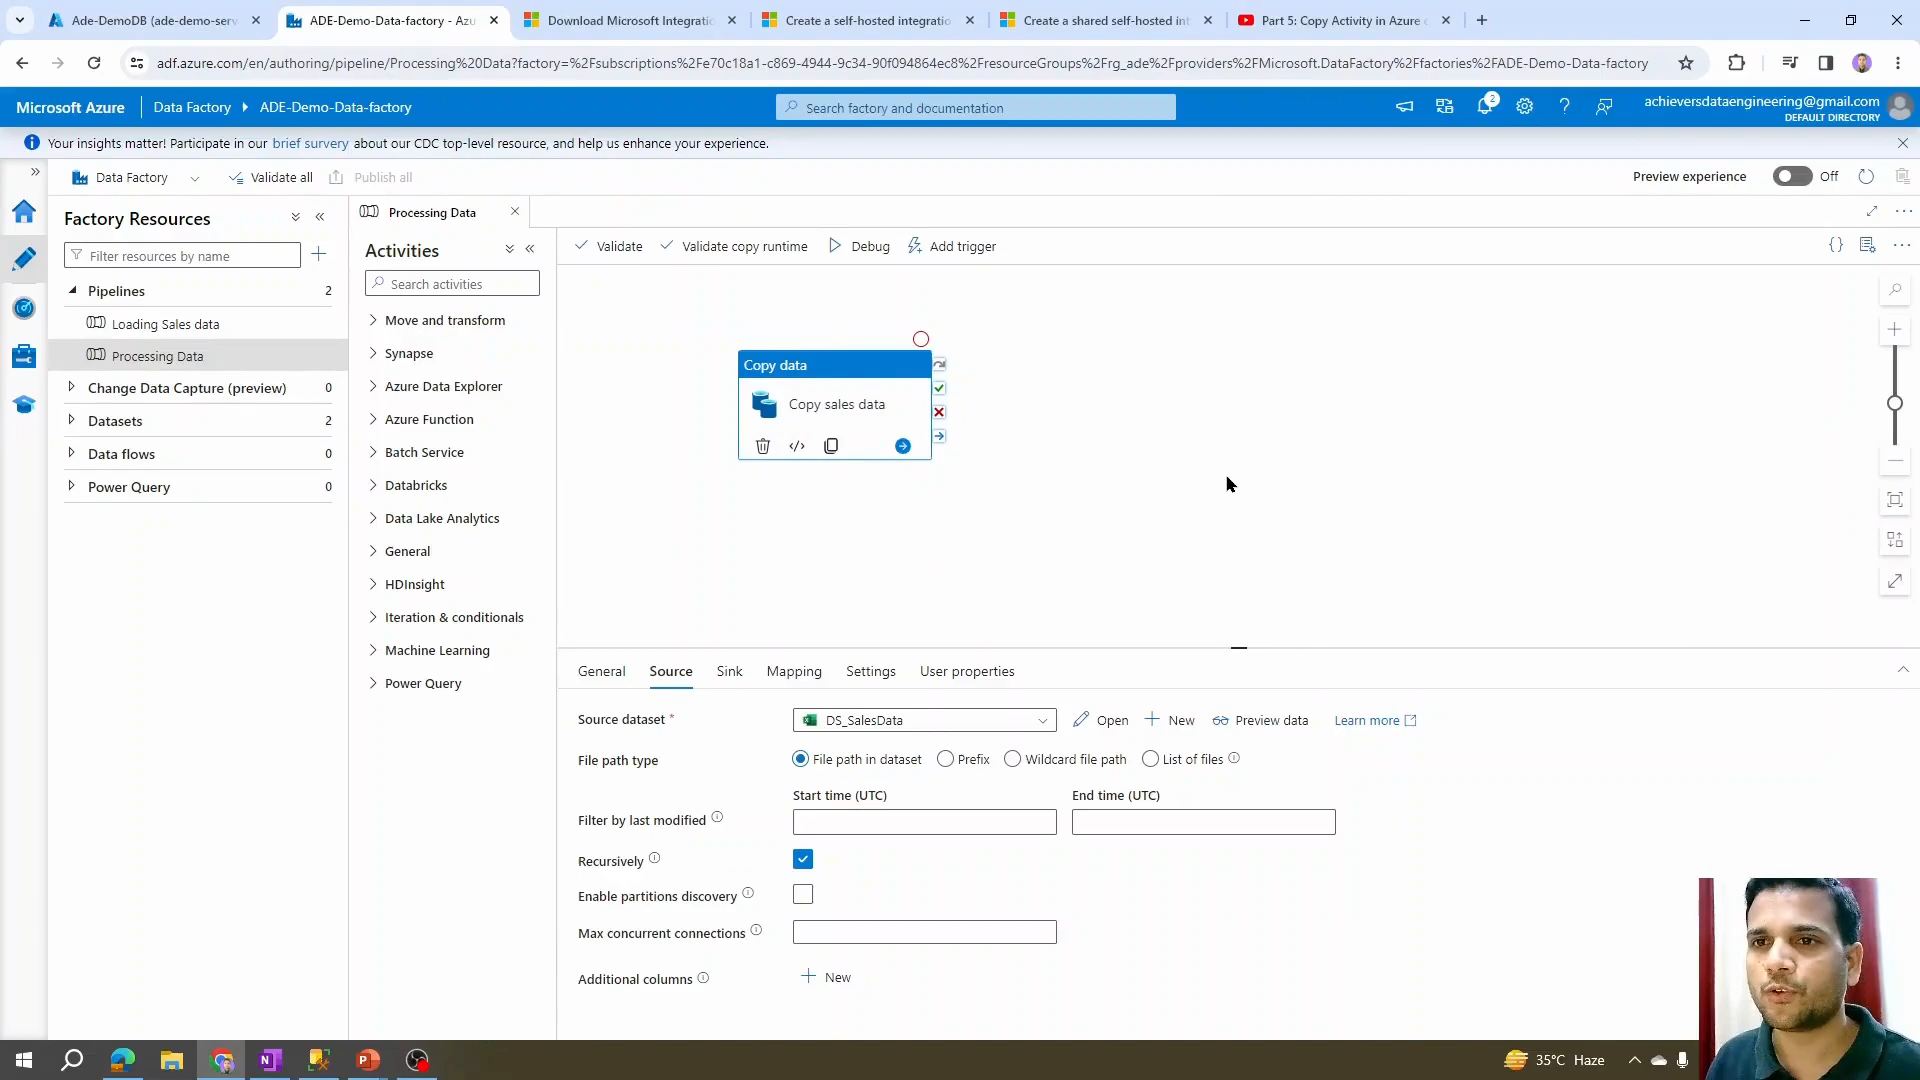 Ade-DemoDB (ade-demo-serv
ADE-Demo-Data-factory - Azu
Download Microsoft Integratio
Create a self-hosted integratio
Create a shared self-hosted int
Part 5: Copy Activity in Azure
adf.azure.com/en/authoring/pipeline/Processing%20Data?factory=%2Fsubscriptions%2Fe70c18a1-c869-4944-9c34-90f094864ec8%2FresourceGroups%2Frg_ade%2Fproviders%2FMicrosoft.DataFactory%2Ffactories%2FADE-Demo-Data-factory
Microsoft Azure
Data Factory
ADE-Demo-Data-factory
Search factory and documentation
2
achieversdataengineering@gmail.com
DEFAULT DIRECTORY
Your insights matter! Participate in our brief survery about our CDC top-level resource, and help us enhance your experience.
Data Factory
Validate all
Publish all
Preview experience
Off
Factory Resources
Filter resources by name
Pipelines 2
Loading Sales data
Processing Data
Change Data Capture (preview) 0
Datasets 2
Data flows 0
Power Query 0
Processing Data
Activities
Search activities
Move and transform
Synapse
Azure Data Explorer
Azure Function
Batch Service
Databricks
Data Lake Analytics
General
HDInsight
Iteration & conditionals
Machine Learning
Power Query
Validate
Validate copy runtime
Debug
Add trigger
Copy data
Copy sales data
General
Source
Sink
Mapping
Settings
User properties
Source dataset *
DS_SalesData
Open
New
Preview data
Learn more
File path type
File path in dataset
Prefix
Wildcard file path
List of files
Start time (UTC)
End time (UTC)
Filter by last modified
Recursively
Enable partitions discovery
Max concurrent connections
Additional columns
New
35°C Haze